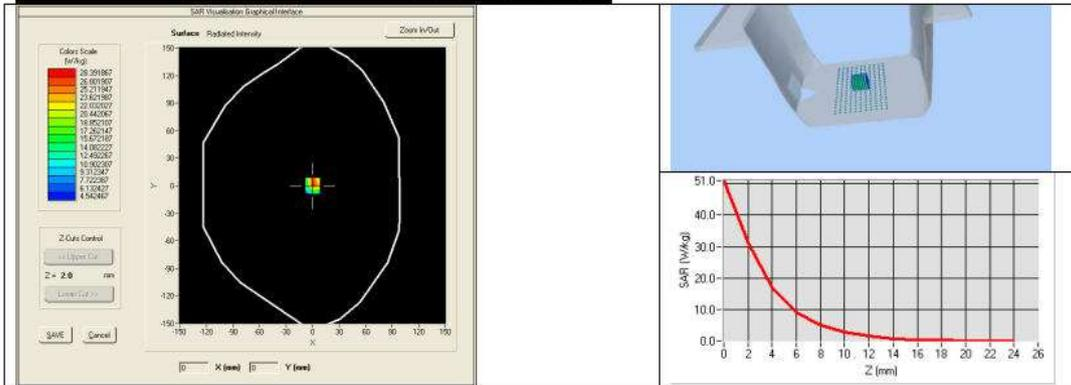 SAR Visualisation Graphical Interface
Surface Radiated Intensity
Zoom In/Out
Colors Scale
(W/Kg)
28.391867
26.801907
25.211947
23.621987
22.032027
20.442067
18.852107
17.262147
15.672187
14.082227
12.492267
10.902307
9.312347
7.722387
6.132427
4.542467
Z-Cuts Control
<< Upper Cut
Z = 2.0 mm
Lower Cut >>
SAVE Cancel
150
120
90
60
30
0
-30
-60
-90
-120
-150
Y
-150 -120 -90 -60 -30 0 30 60 90 120 150
X
0 X (mm) 0 Y (mm)
51.0
40.0
30.0
20.0
10.0
0.0
SAR (W/kg)
0 2 4 6 8 10 12 14 16 18 20 22 24 26
Z (mm)